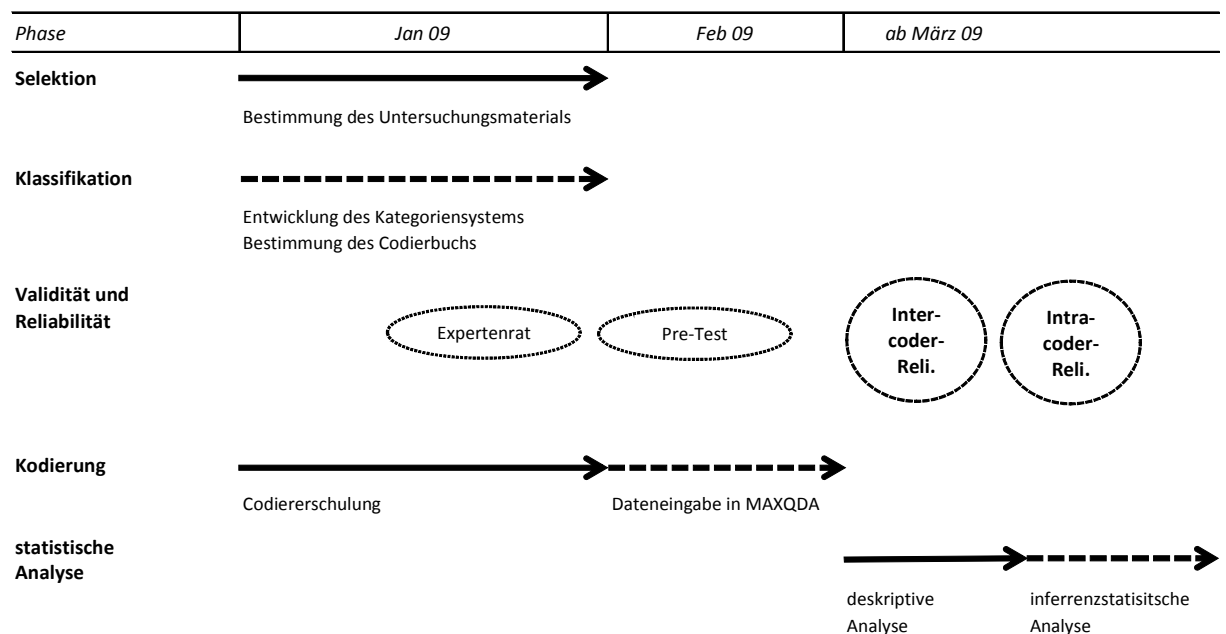 Phase Jan 09 Feb 09 ab März 09
Selektion
Bestimmung des Untersuchungsmaterials
Klassifikation
Entwicklung des Kategoriensystems
Bestimmung des Codierbuchs
Validität und
Reliabilität
Expertenrat
Pre-Test
Inter-
coder-
Reli.
Intra-
coder-
Reli.
Kodierung
Codiererschulung
Dateneingabe in MAXQDA
statistische
Analyse
deskriptive
Analyse
inferrenzstatisitsche
Analyse